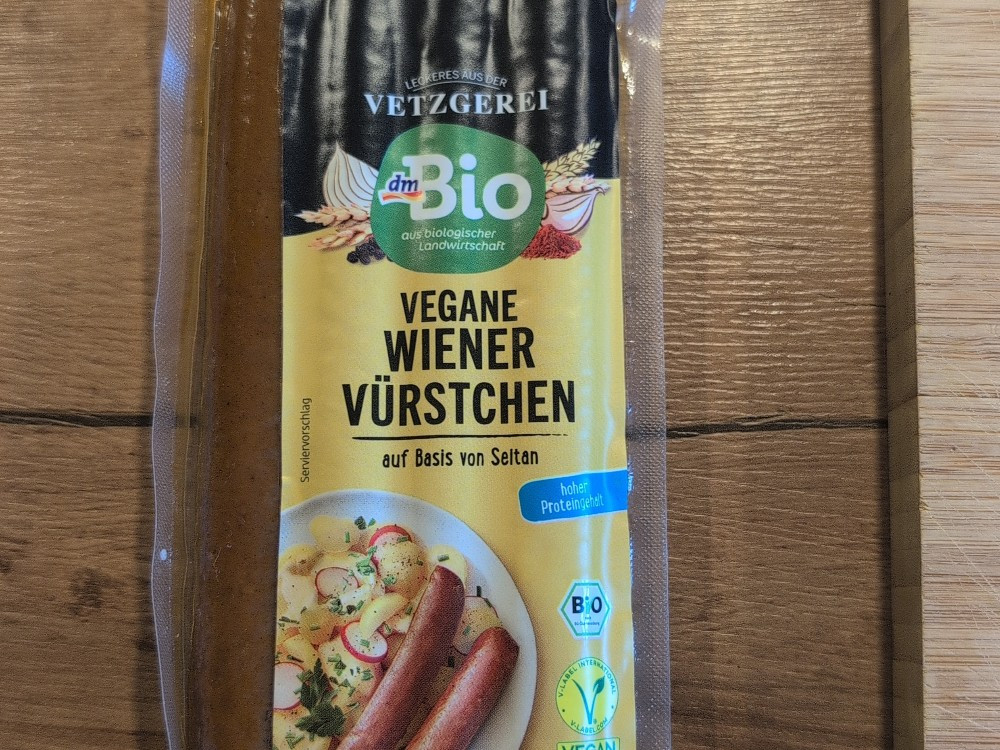 LECKERES AUS DER
VETZGEREI
dm Bio
aus biologischer
Landwirtschaft
VEGANE
WIENER
VÜRSTCHEN
auf Basis von Seitan
Serviervorschlag
hoher
Proteingehalt
BiO
V-LABEL INTERNATIONAL
V-LABEL.COM
VEGAN